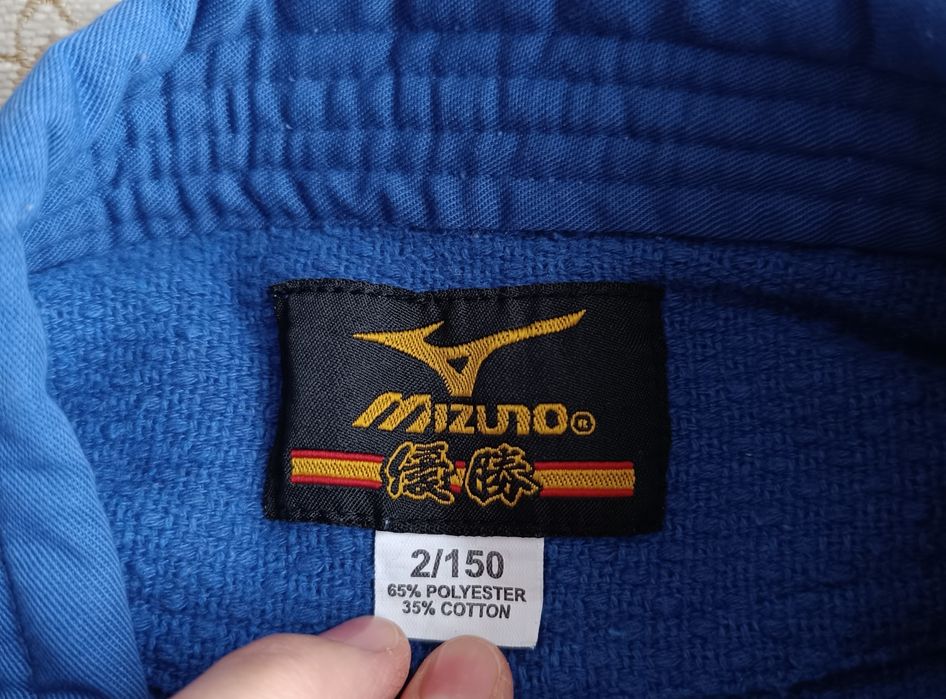 MIZUNO®
優勝
2/150
65% POLYESTER
35% COTTON